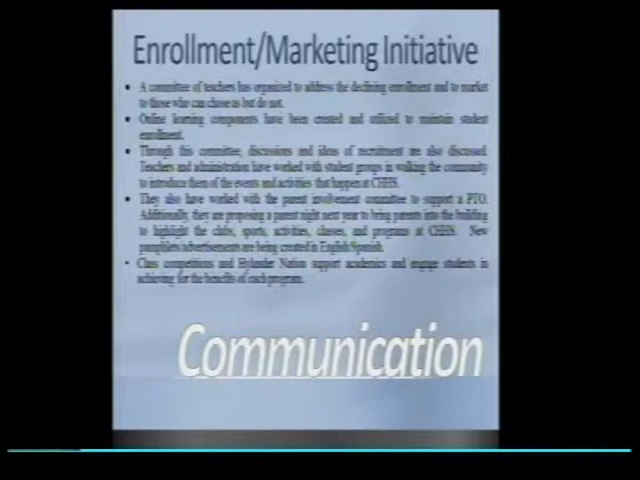 Enrollment/Marketing Initiative
A committee of teachers has organized to address the declining enrollment and to market
to those who can chose us but do not.
Online learning components have been created and utilized to maintain student
enrollment.
Through this committee, discussions and ideas of recruitment are also discussed.
Teachers and administration have worked with student groups in walking the community
to introduce them of the events and activities that happen at CHHS.
They also have worked with the parent involvement committee to support a PTO.
Additionally, they are proposing a parent night next year to bring parents into the building
to highlight the clubs, sports, activities, classes, and programs at CHHS. New
pamphlets advertisements are being created in English/Spanish.
Class competitions and Hylander Nation support academics and engage students in
achieving for the benefits of each program.
Communication